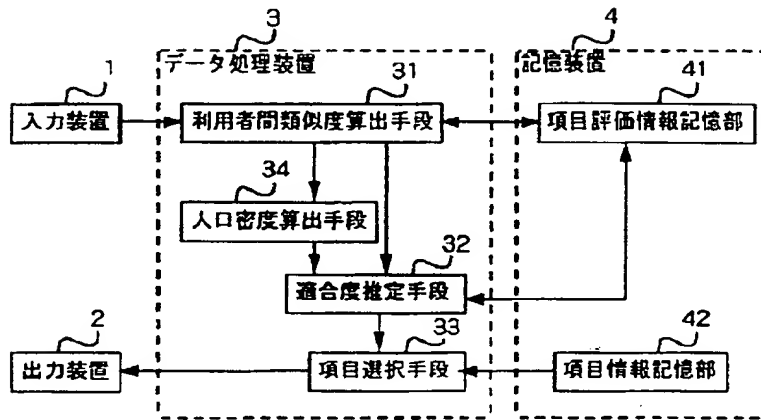 3
4
データ処理装置
記憶装置
1
31
41
入力装置
利用者間類似度算出手段
項目評価情報記憶部
34
人口密度算出手段
32
適合度推定手段
2
33
42
出力装置
項目選択手段
項目情報記憶部